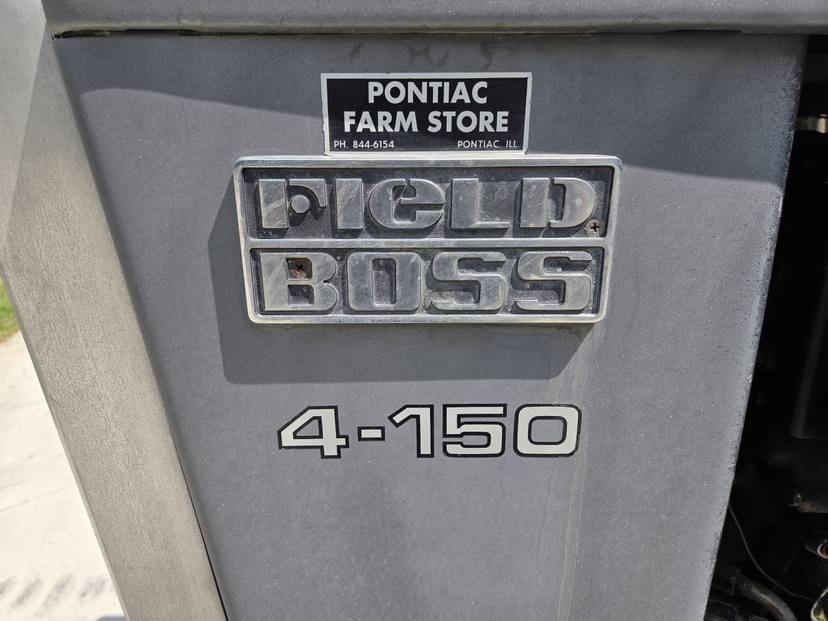 PONTIAC
FARM STORE
PH. 844-6154 PONTIAC, ILL
FIELD
BOSS
4-150